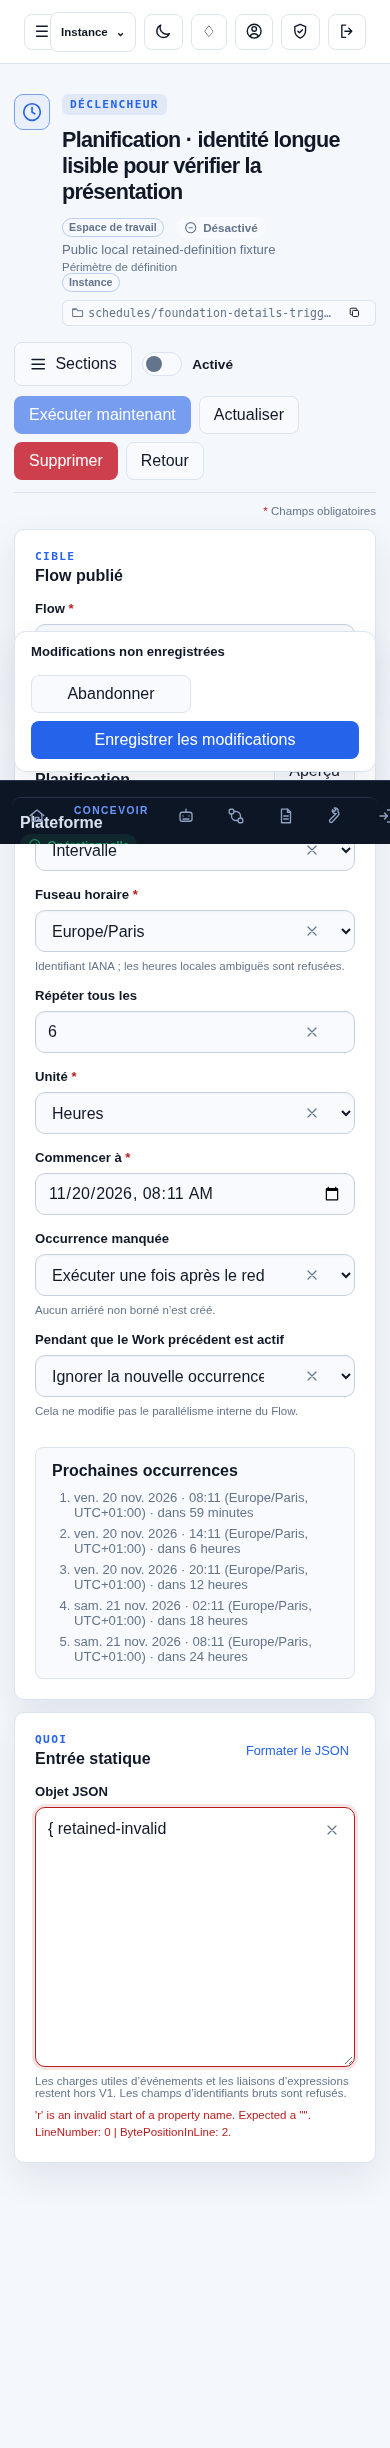 Instance
DÉCLENCHEUR
Planification · identité longue
lisible pour vérifier la
présentation
Espace de travail
Désactivé
Public local retained-definition fixture
Périmètre de définition
Instance
schedules/foundation-details-trigg…
Sections
Activé
Exécuter maintenant
Actualiser
Supprimer
Retour
* Champs obligatoires
CIBLE
Flow publié
Flow *
Modifications non enregistrées
Abandonner
Enregistrer les modifications
Planification
Aperçu
CONCEVOIR
Plateforme
Opérationnelle
Intervalle
Fuseau horaire *
Europe/Paris
Identifiant IANA ; les heures locales ambiguës sont refusées.
Répéter tous les
6
Unité *
Heures
Commencer à *
11/20/2026, 08:11 AM
Occurrence manquée
Exécuter une fois après le red
Aucun arriéré non borné n'est créé.
Pendant que le Work précédent est actif
Ignorer la nouvelle occurrence
Cela ne modifie pas le parallélisme interne du Flow.
Prochaines occurrences
1. ven. 20 nov. 2026 · 08:11 (Europe/Paris,
UTC+01:00) · dans 59 minutes
2. ven. 20 nov. 2026 · 14:11 (Europe/Paris,
UTC+01:00) · dans 6 heures
3. ven. 20 nov. 2026 · 20:11 (Europe/Paris,
UTC+01:00) · dans 12 heures
4. sam. 21 nov. 2026 · 02:11 (Europe/Paris,
UTC+01:00) · dans 18 heures
5. sam. 21 nov. 2026 · 08:11 (Europe/Paris,
UTC+01:00) · dans 24 heures
QUOI
Entrée statique
Formater le JSON
Objet JSON
{ retained-invalid
Les charges utiles d'événements et les liaisons d'expressions
restent hors V1. Les champs d'identifiants bruts sont refusés.
'r' is an invalid start of a property name. Expected a '"'.
LineNumber: 0 | BytePositionInLine: 2.